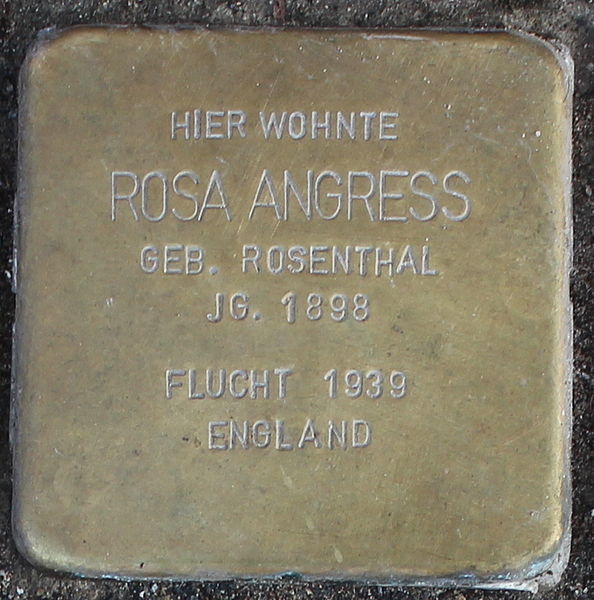 HIER WOHNTE
ROSA ANGRESS
GEB. ROSENTHAL
JG. 1898
FLUCHT 1939
ENGLAND